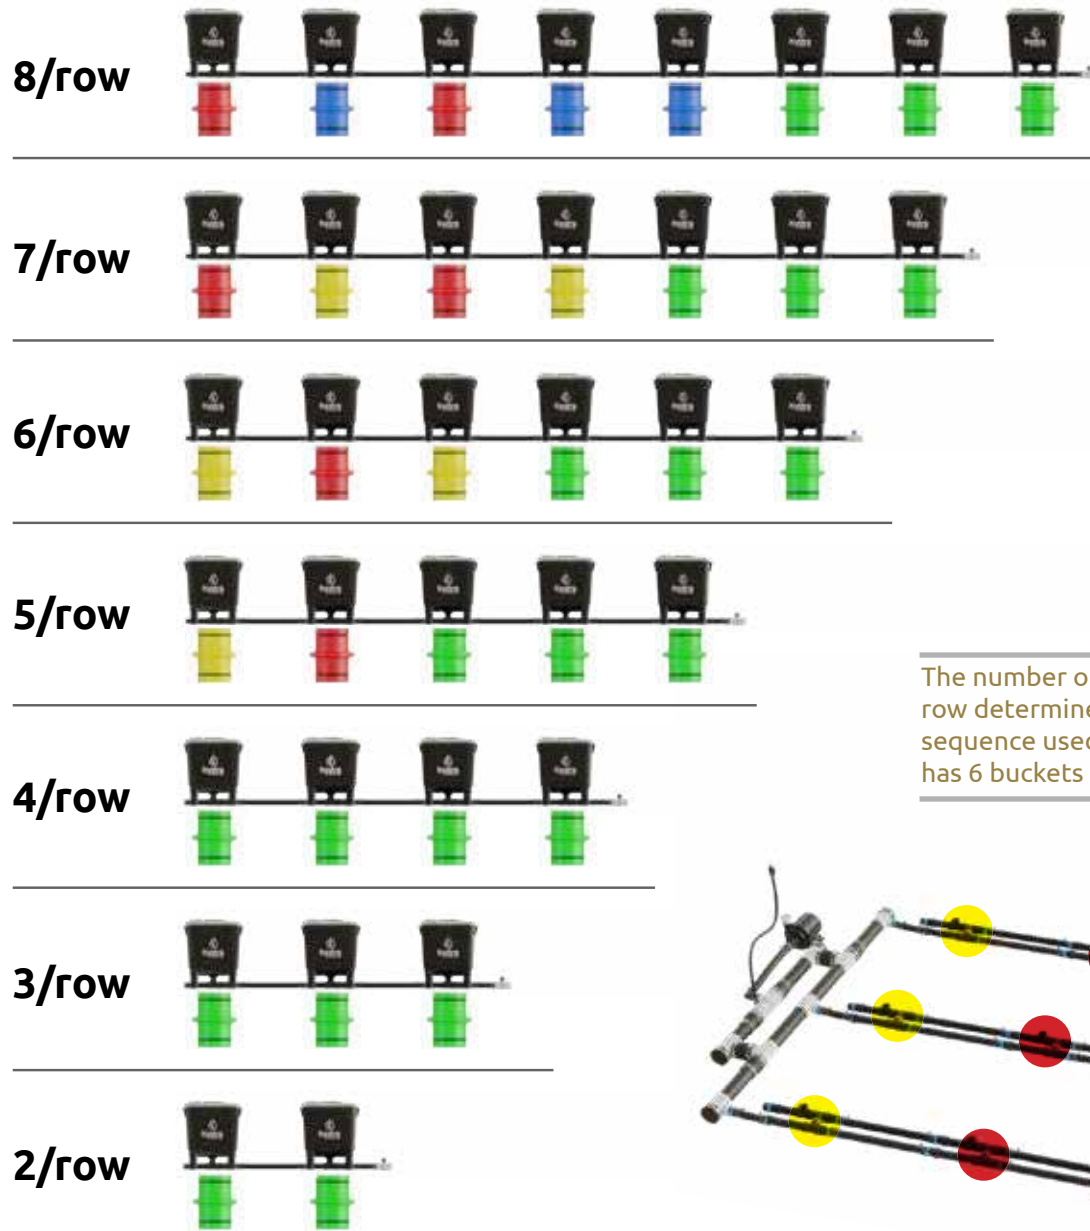 8/row
7/row
6/row
5/row
The number o
row determine
sequence used
has 6 buckets
4/row
3/row
2/row